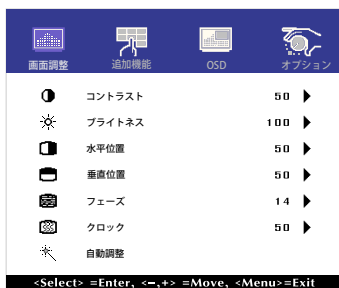 画面調整 追加機能 OSD オプション
コントラスト 50
ブライトネス 100
水平位置 50
垂直位置 50
フェーズ 14
クロック 50
自動調整
<Select> =Enter, <−,+> =Move, <Menu>=Exit